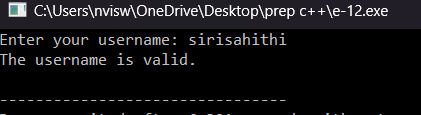 C:\Users\nvisw\OneDrive\Desktop\prep c++\e-12.exe
Enter your username: sirisahithi
The username is valid.
--------------------------------